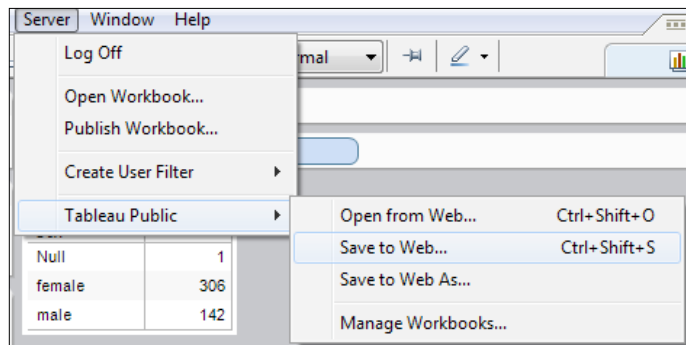 Server Window Help
Log Off
rmal
Open Workbook...
Publish Workbook...
Create User Filter
Tableau Public
Open from Web... Ctrl+Shift+O
Save to Web... Ctrl+Shift+S
Save to Web As...
Manage Workbooks...
Null 1
female 306
male 142